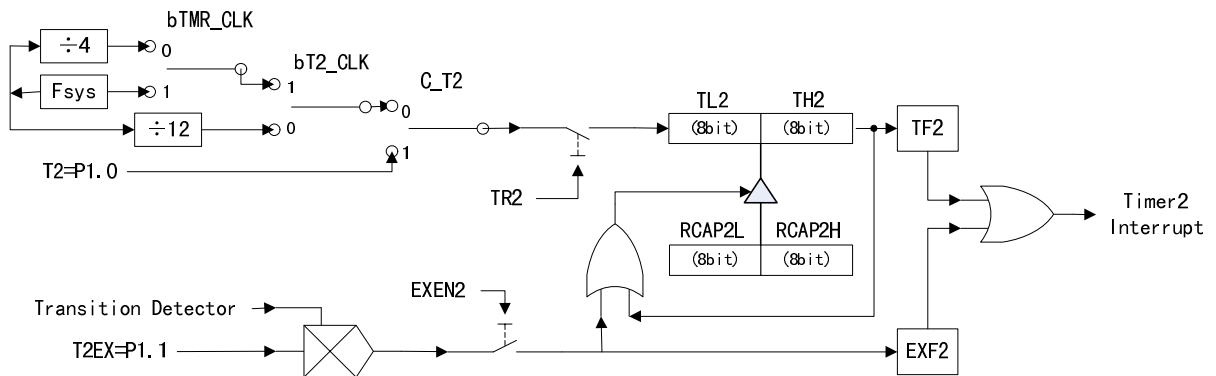 bTMR_CLK
÷4
0
bT2_CLK
Fsys
1
1
C_T2
0
TL2
TH2
÷12
0
(8bit)
(8bit)
TF2
1
T2=P1.0
TR2
RCAP2L
RCAP2H
(8bit)
(8bit)
Timer2
Interrupt
Transition Detector
EXEN2
T2EX=P1.1
EXF2